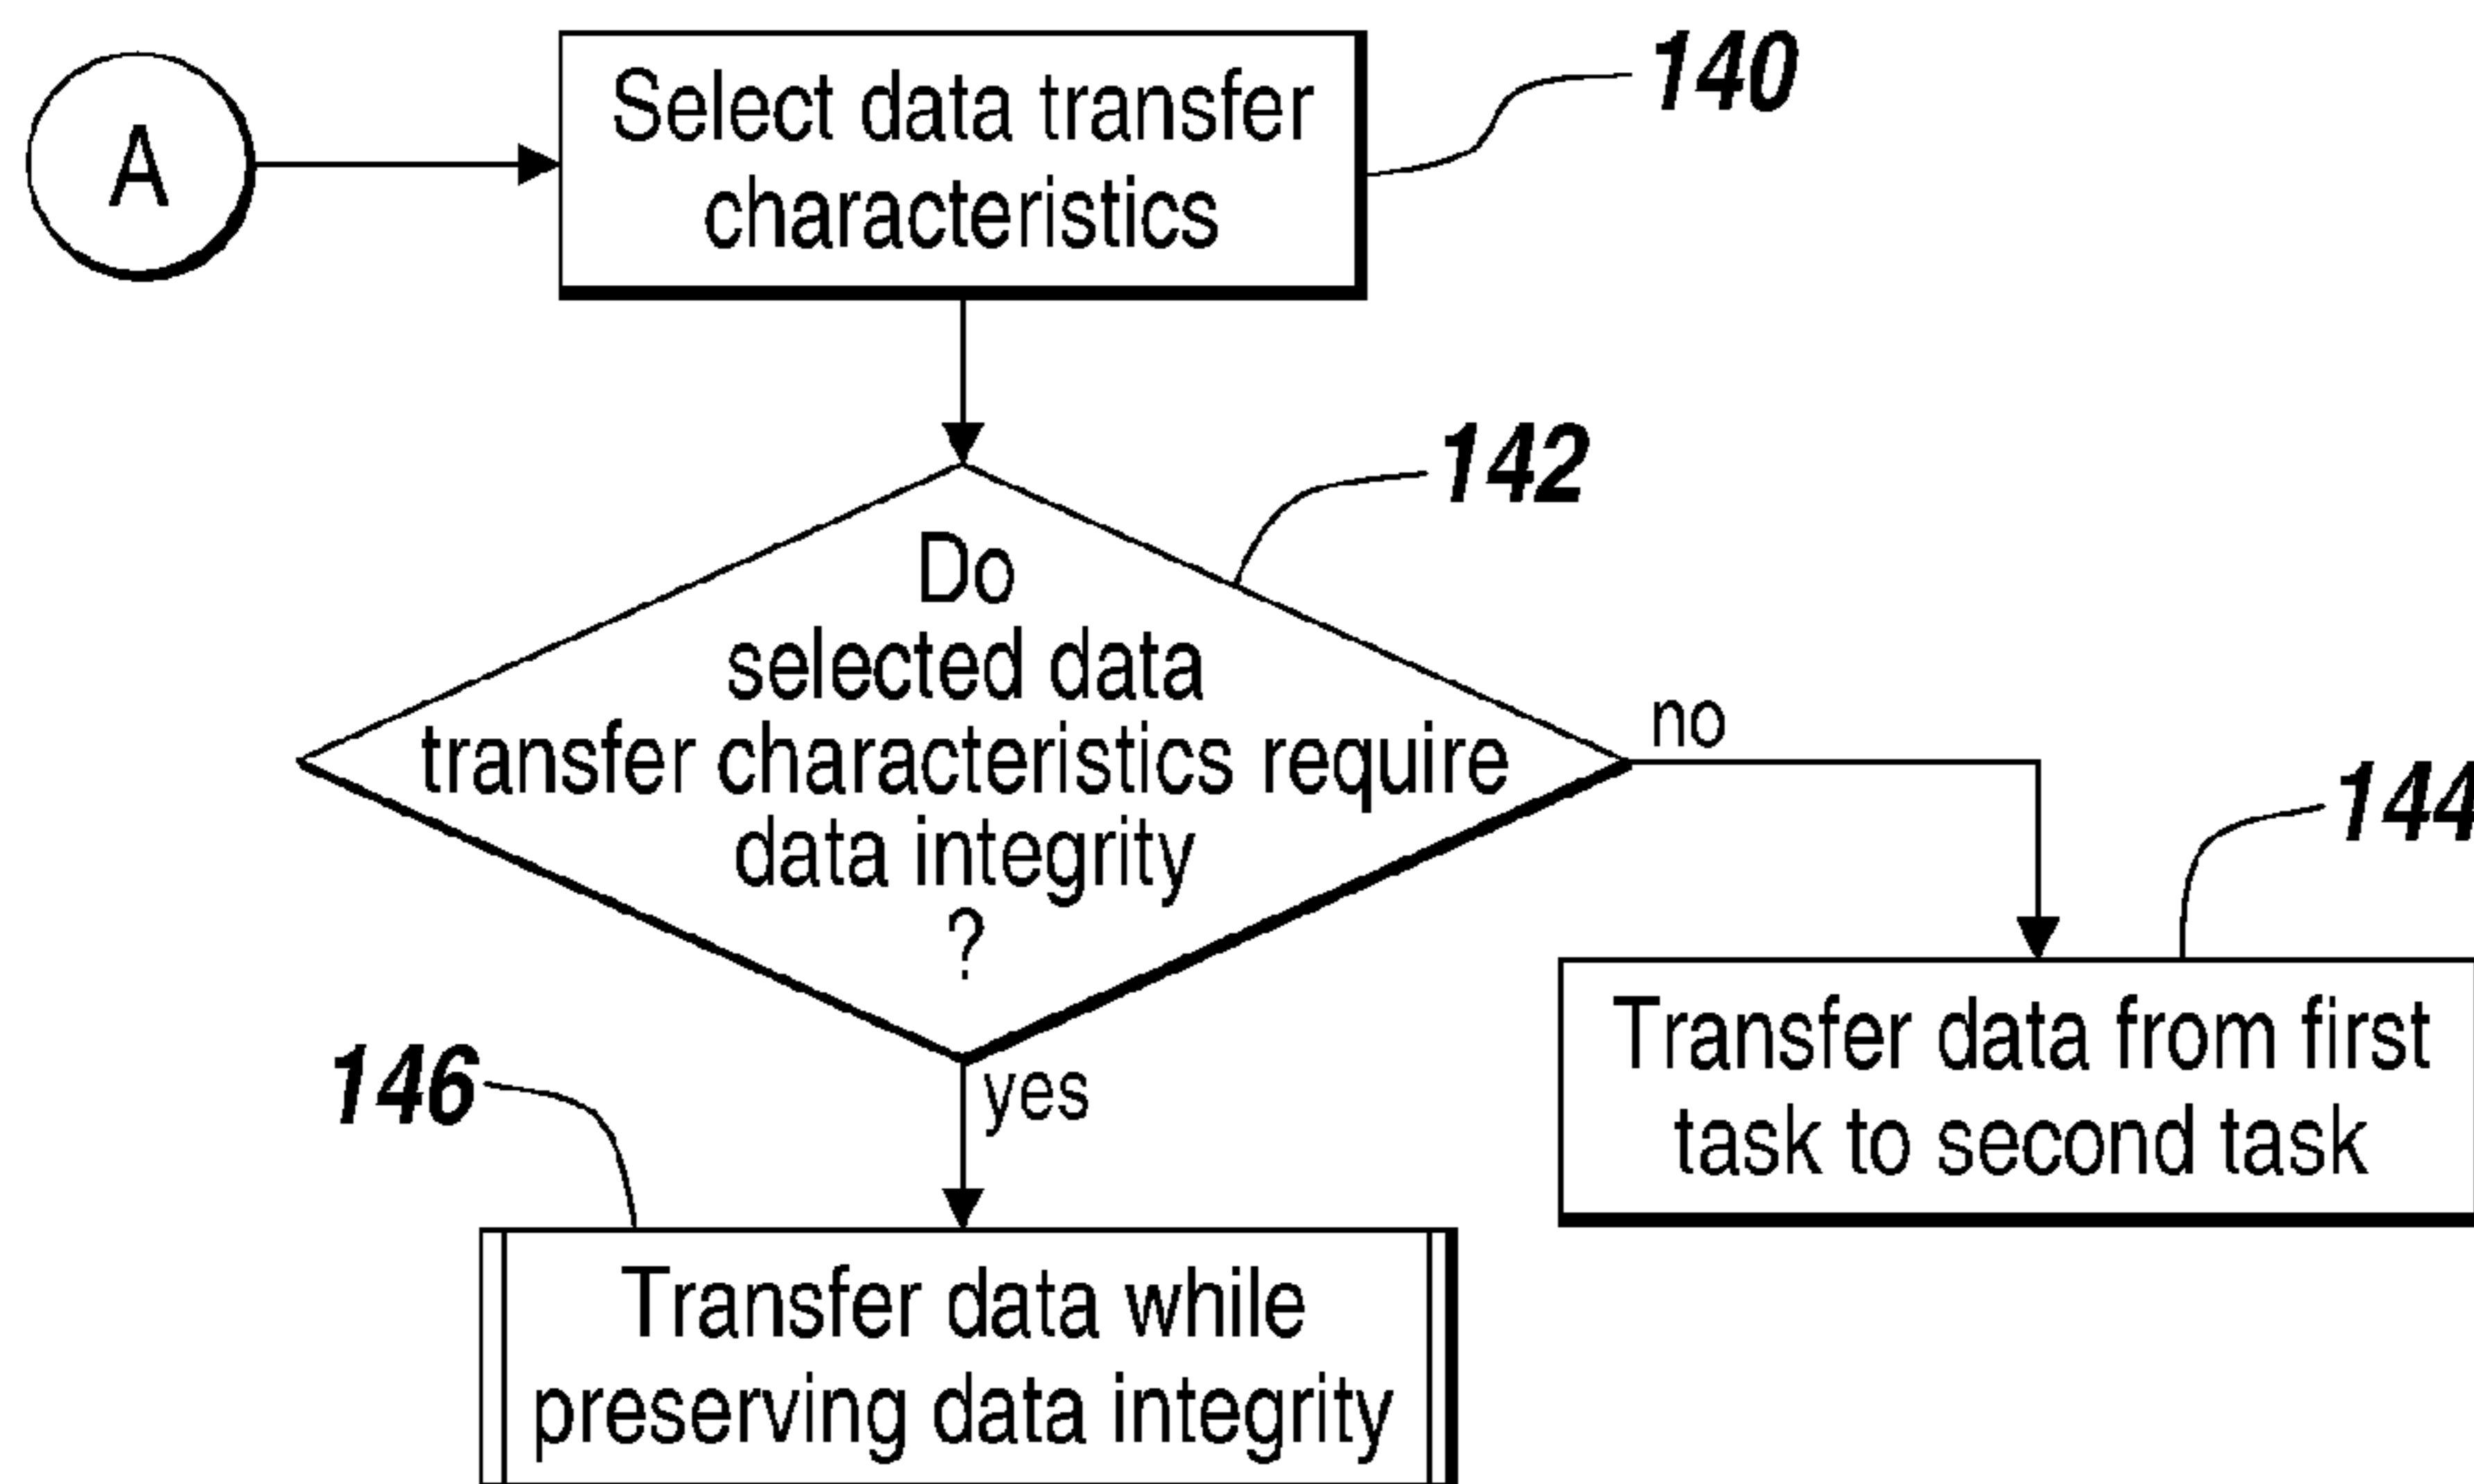 A
Select data transfer
characteristics
140
142
Do
selected data
transfer characteristics require
data integrity
?
no
144
Transfer data from first
task to second task
yes
146
Transfer data while
preserving data integrity